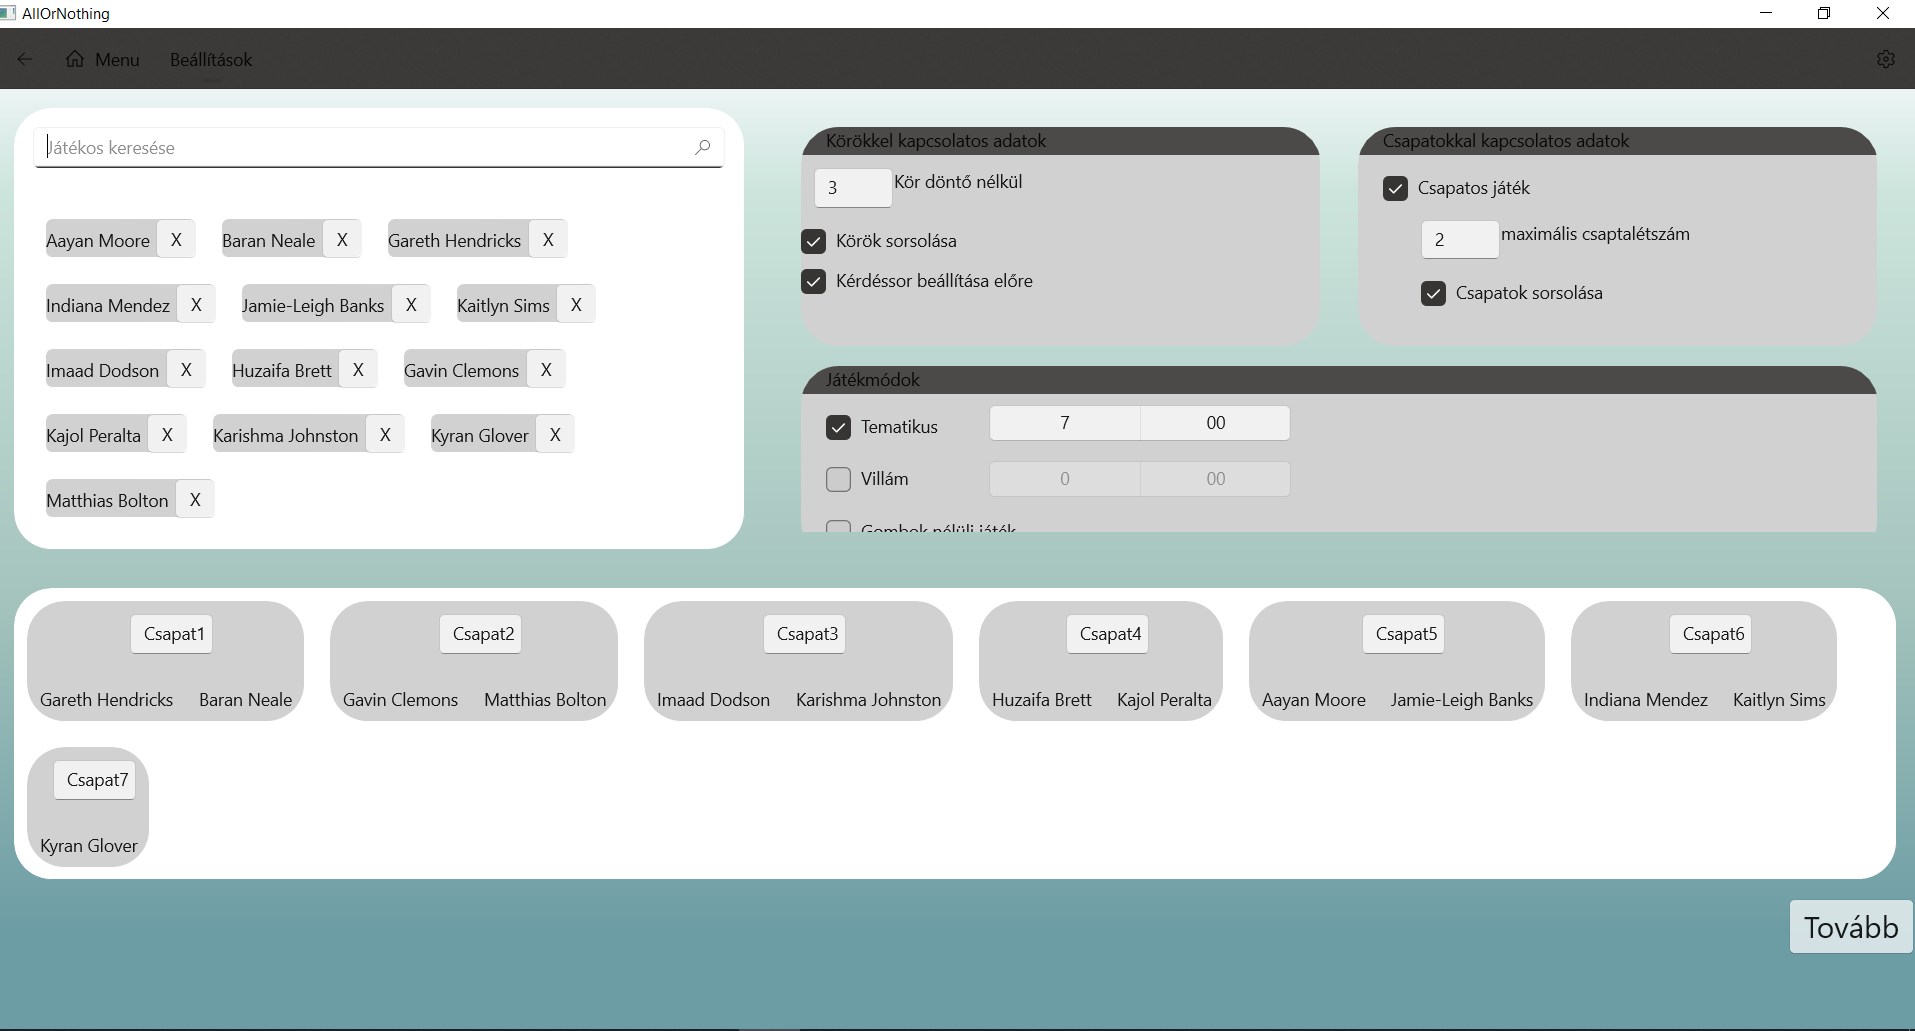 AllOrNothing
Menu Beállítások
Játékos keresése
Aayan Moore X Baran Neale X Gareth Hendricks X
Indiana Mendez X Jamie-Leigh Banks X Kaitlyn Sims X
Imaad Dodson X Huzaifa Brett X Gavin Clemons X
Kajol Peralta X Karishma Johnston X Kyran Glover X
Matthias Bolton X
Körökkel kapcsolatos adatok
3 Kör döntő nélkül
Körök sorsolása
Kérdéssor beállítása előre
Csapatokkal kapcsolatos adatok
Csapatos játék
2 maximális csaptalétszám
Csapatok sorsolása
Játékmódok
Tematikus 7 00
Villám 0 00
Gombok nélüli játék
Csapat1 Csapat2 Csapat3 Csapat4 Csapat5 Csapat6
Gareth Hendricks Baran Neale Gavin Clemons Matthias Bolton Imaad Dodson Karishma Johnston Huzaifa Brett Kajol Peralta Aayan Moore Jamie-Leigh Banks Indiana Mendez Kaitlyn Sims
Csapat7
Kyran Glover
Tovább